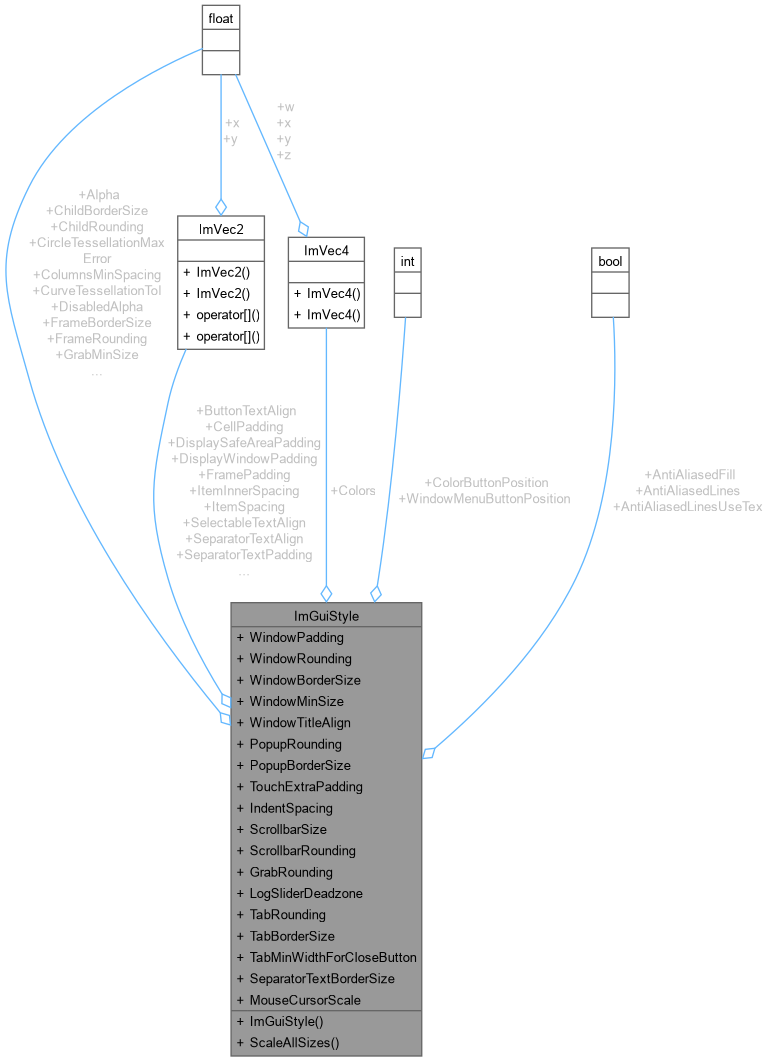 float
+w
+x
+y
+z
+x
+y
+Alpha
+ChildBorderSize
+ChildRounding
+CircleTessellationMax
Error
+ColumnsMinSpacing
+CurveTessellationTol
+DisabledAlpha
+FrameBorderSize
+FrameRounding
+GrabMinSize
...
ImVec2
+ ImVec2()
+ ImVec2()
+ operator[]()
+ operator[]()
ImVec4
+ ImVec4()
+ ImVec4()
int
bool
+ButtonTextAlign
+CellPadding
+DisplaySafeAreaPadding
+DisplayWindowPadding
+FramePadding
+ItemInnerSpacing
+ItemSpacing
+SelectableTextAlign
+SeparatorTextAlign
+SeparatorTextPadding
...
+Colors
+ColorButtonPosition
+WindowMenuButtonPosition
+AntiAliasedFill
+AntiAliasedLines
+AntiAliasedLinesUseTex
ImGuiStyle
+ WindowPadding
+ WindowRounding
+ WindowBorderSize
+ WindowMinSize
+ WindowTitleAlign
+ PopupRounding
+ PopupBorderSize
+ TouchExtraPadding
+ IndentSpacing
+ ScrollbarSize
+ ScrollbarRounding
+ GrabRounding
+ LogSliderDeadzone
+ TabRounding
+ TabBorderSize
+ TabMinWidthForCloseButton
+ SeparatorTextBorderSize
+ MouseCursorScale
+ ImGuiStyle()
+ ScaleAllSizes()